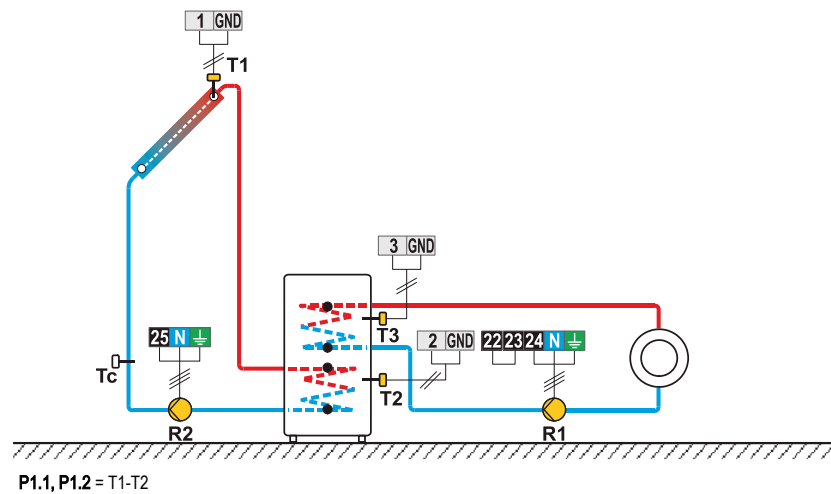 1 GND
T1
3 GND
T3
25 N
2 GND
22 23 24 N
Tc
T2
R2
R1
P1.1, P1.2 = T1-T2